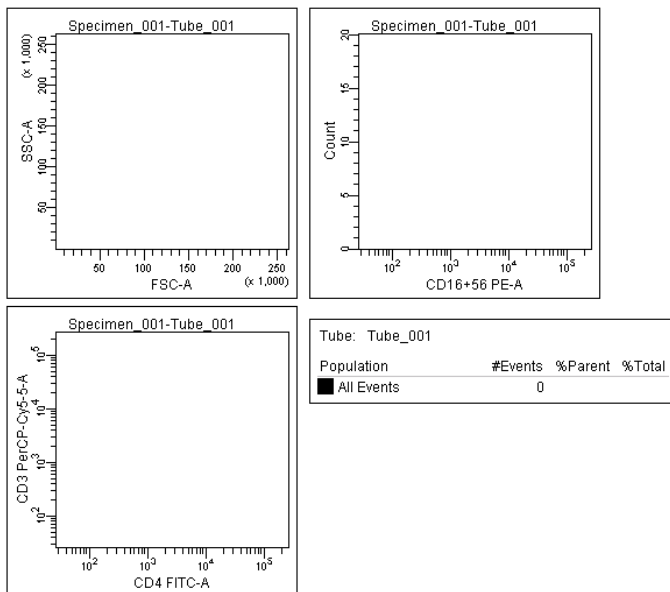 Specimen_001-Tube_001
(x 1,000)
250
200
150
100
50
SSC-A
50 100 150 200 250
FSC-A
(x 1,000)
Specimen_001-Tube_001
20
15
10
5
0
Count
10² 10³ 10⁴ 10⁵
CD16+56 PE-A
Specimen_001-Tube_001
10⁵
10⁴
10³
10²
CD3 PerCP-Cy5-5-A
10² 10³ 10⁴ 10⁵
CD4 FITC-A
Tube: Tube_001
Population #Events %Parent %Total
All Events 0